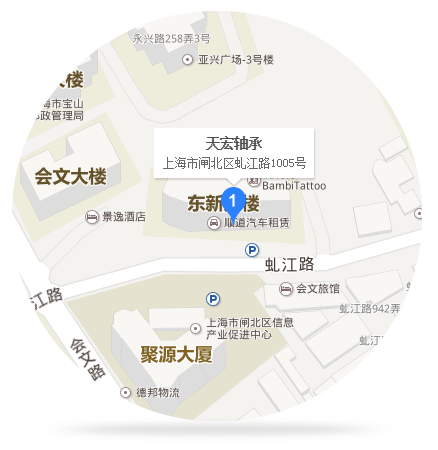 永兴路258弄3号
亚兴广场-3号楼
大楼
海市宝山
市政管理局
天宏轴承
上海市闸北区虬江路1005号
会文大楼
BambiTattoo
东新
楼
1
景逸酒店
顺道汽车租赁
P
虬江路
会文旅馆
江路
P
虬江路942弄
上海市闸北区信息
产业促进中心
会文路
聚源大厦
虬江
德邦物流